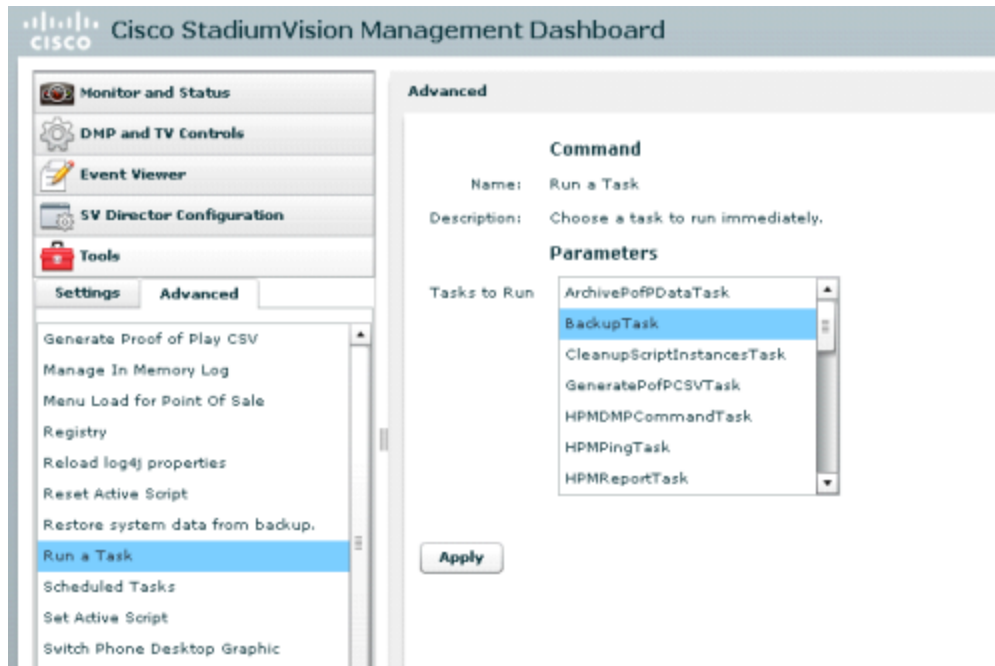 CISCO
Cisco StadiumVision Management Dashboard
Monitor and Status
DMP and TV Controls
Event Viewer
SV Director Configuration
Tools
Settings
Advanced
Generate Proof of Play CSV
Manage In Memory Log
Menu Load for Point Of Sale
Registry
Reload log4j properties
Reset Active Script
Restore system data from backup.
Run a Task
Scheduled Tasks
Set Active Script
Switch Phone Desktop Graphic
Advanced
Command
Name: Run a Task
Description: Choose a task to run immediately.
Parameters
Tasks to Run
ArchivePofPDataTask
BackupTask
CleanupScriptInstancesTask
GeneratePofPCSVTask
HPMDMPCommandTask
HPMPingTask
HPMReportTask
Apply